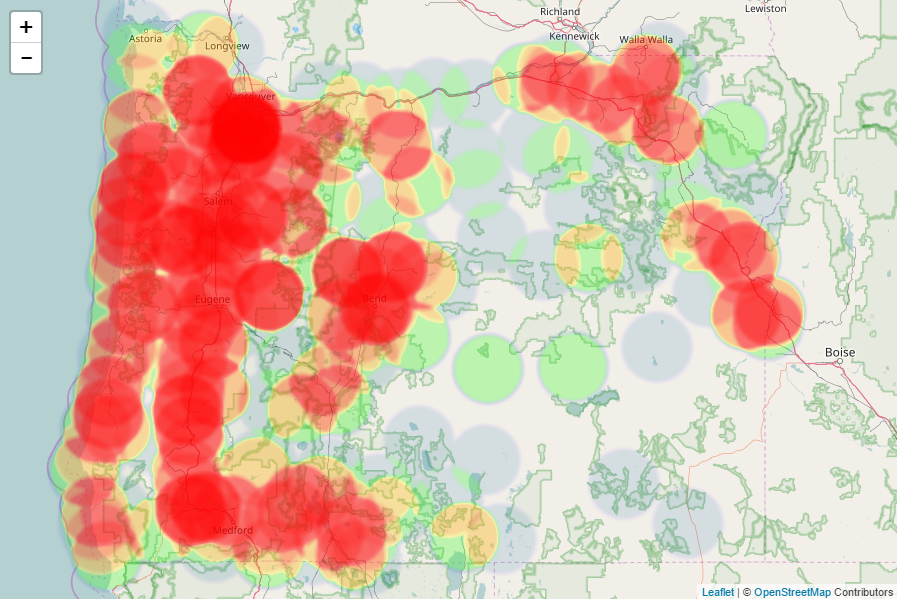 +
−
Astoria
Longview
Vancouver
Richland
Kennewick
Walla Walla
Lewiston
Salem
Eugene
Bend
Boise
Medford
Leaflet | © OpenStreetMap Contributors